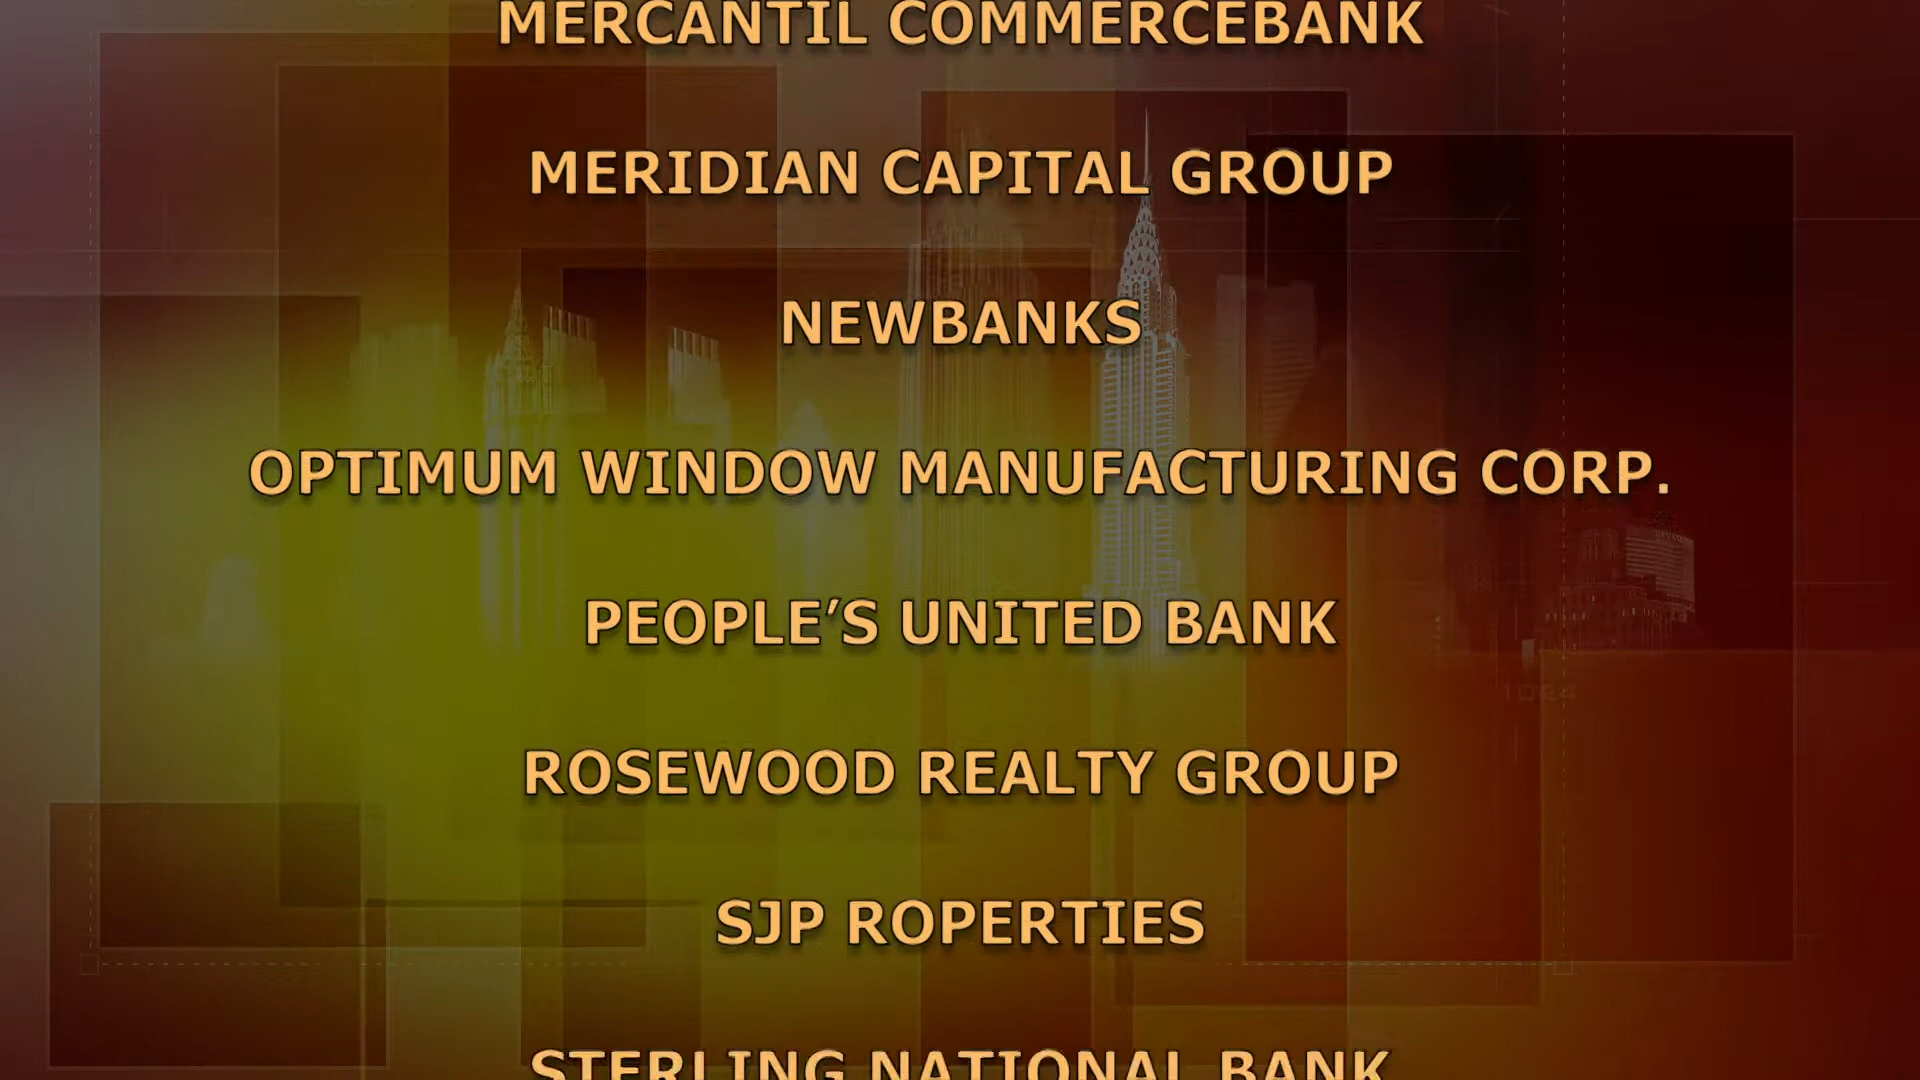 MERCANTIL COMMERCEBANK
MERIDIAN CAPITAL GROUP
NEWBANKS
OPTIMUM WINDOW MANUFACTURING CORP.
PEOPLE’S UNITED BANK
ROSEWOOD REALTY GROUP
SJP ROPERTIES
STERLING NATIONAL BANK